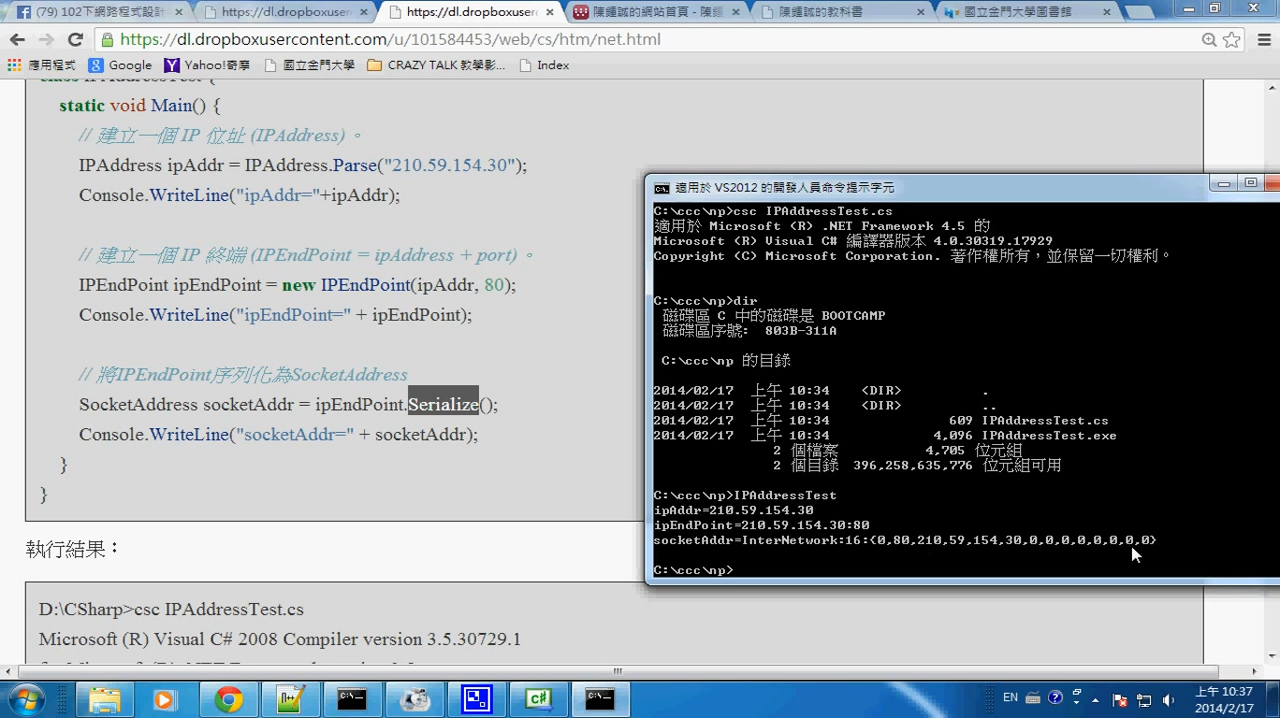 (79) 102下網路程式設計
https://dl.dropboxuser
https://dl.dropboxuser
陳鍾誠的網站首頁 - 陳鍾
陳鍾誠的教科書
國立金門大學圖書館
https://dl.dropboxusercontent.com/u/101584453/web/cs/htm/net.html
應用程式 Google Yahoo!奇摩 國立金門大學 CRAZY TALK 教學影... Index
static void Main() {
// 建立一個 IP 位址 (IPAddress)。
IPAddress ipAddr = IPAddress.Parse("210.59.154.30");
Console.WriteLine("ipAddr="+ipAddr);
// 建立一個 IP 終端 (IPEndPoint = ipAddress + port)。
IPEndPoint ipEndPoint = new IPEndPoint(ipAddr, 80);
Console.WriteLine("ipEndPoint=" + ipEndPoint);
// 將IPEndPoint序列化為SocketAddress
SocketAddress socketAddr = ipEndPoint.Serialize();
Console.WriteLine("socketAddr=" + socketAddr);
}
}
執行結果：
D:\CSharp>csc IPAddressTest.cs
Microsoft (R) Visual C# 2008 Compiler version 3.5.30729.1
適用於 VS2012 的開發人員命令提示字元
C:\ccc\np>csc IPAddressTest.cs
適用於 Microsoft (R) .NET Framework 4.5 的
Microsoft (R) Visual C# 編譯器版本 4.0.30319.17929
Copyright (C) Microsoft Corporation. 著作權所有，並保留一切權利。
C:\ccc\np>dir
磁碟區 C 中的磁碟是 BOOTCAMP
磁碟區序號: 803B-311A
C:\ccc\np 的目錄
2014/02/17 上午 10:34 <DIR> .
2014/02/17 上午 10:34 <DIR> ..
2014/02/17 上午 10:34 609 IPAddressTest.cs
2014/02/17 上午 10:34 4,096 IPAddressTest.exe
2 個檔案 4,705 位元組
2 個目錄 396,258,635,776 位元組可用
C:\ccc\np>IPAddressTest
ipAddr=210.59.154.30
ipEndPoint=210.59.154.30:80
socketAddr=InterNetwork:16:{0,80,210,59,154,30,0,0,0,0,0,0,0,0}
C:\ccc\np>
EN
上午 10:37
2014/2/17